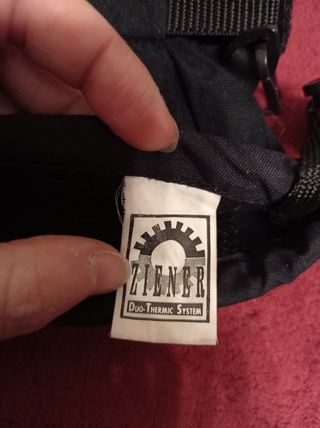 ZIENER
DUO-THERMIC SYSTEM